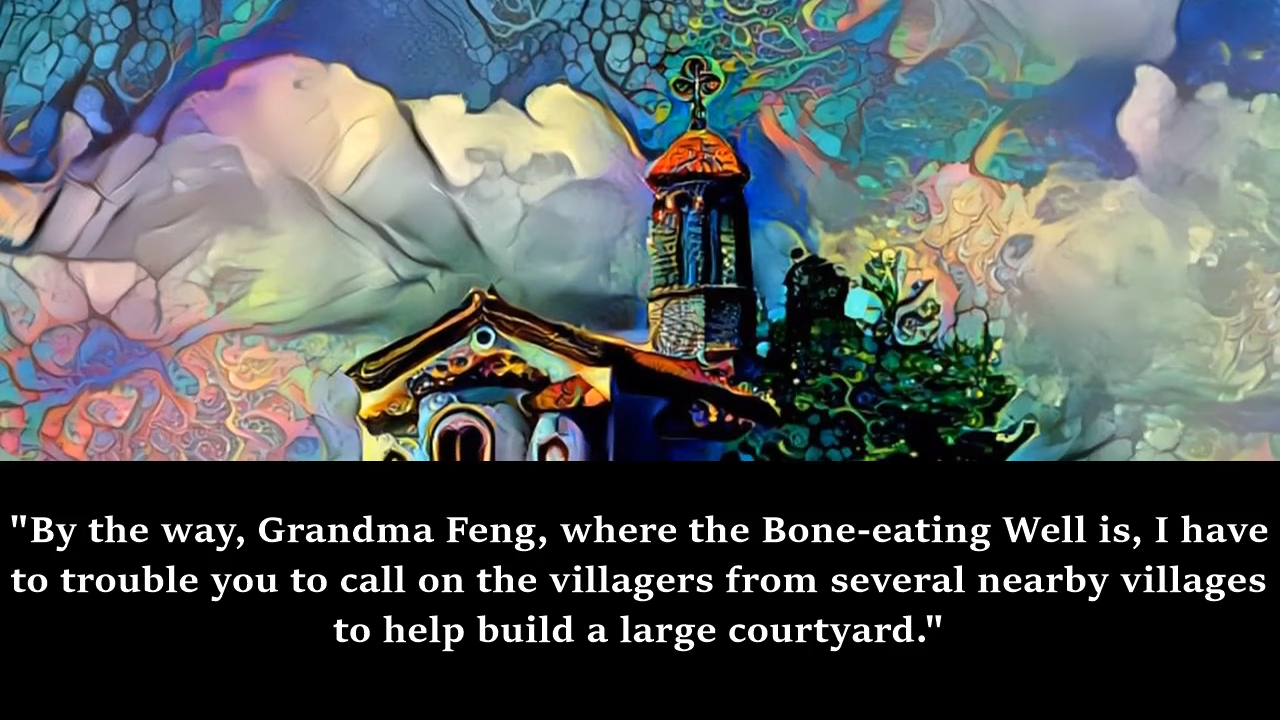 "By the way, Grandma Feng, where the Bone-eating Well is, I have
to trouble you to call on the villagers from several nearby villages
to help build a large courtyard."